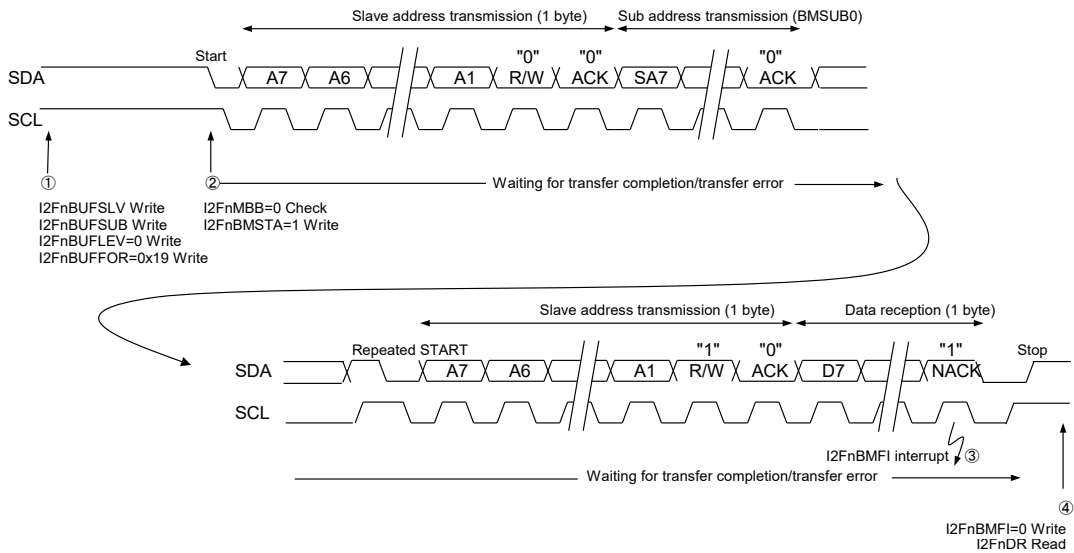 Slave address transmission (1 byte) Sub address transmission (BMSUB0)
Start "0" "0" "0"
SDA A7 A6 A1 R/W ACK SA7 ACK
SCL
① ② Waiting for transfer completion/transfer error
I2FnBUFSLV Write I2FnMBB=0 Check
I2FnBUFSUB Write I2FnBMSTA=1 Write
I2FnBUFLEV=0 Write
I2FnBUFFOR=0x19 Write
Slave address transmission (1 byte) Data reception (1 byte)
Repeated START "1" "0" "1" Stop
SDA A7 A6 A1 R/W ACK D7 NACK
SCL
I2FnBMFI interrupt ③
Waiting for transfer completion/transfer error
④
I2FnBMFI=0 Write
I2FnDR Read